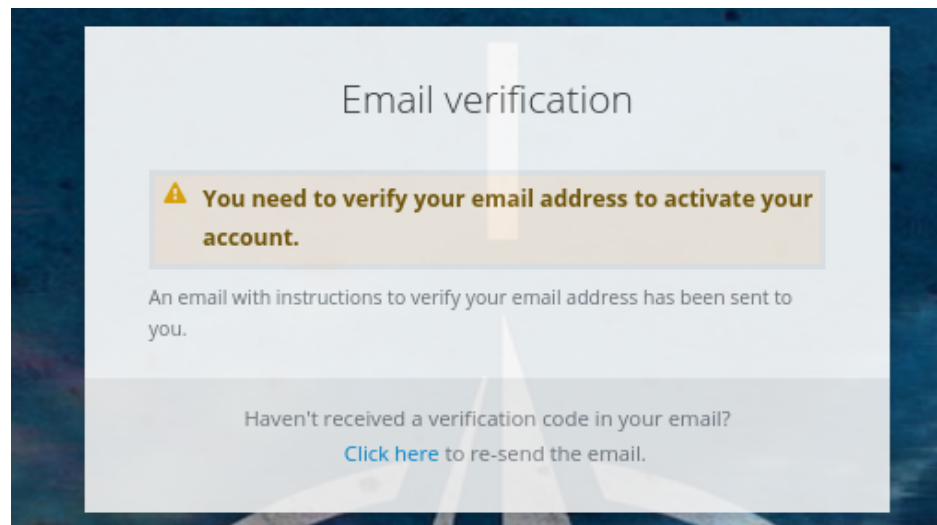 Email verification
You need to verify your email address to activate your
account.
An email with instructions to verify your email address has been sent to
you.
Haven't received a verification code in your email?
Click here to re-send the email.